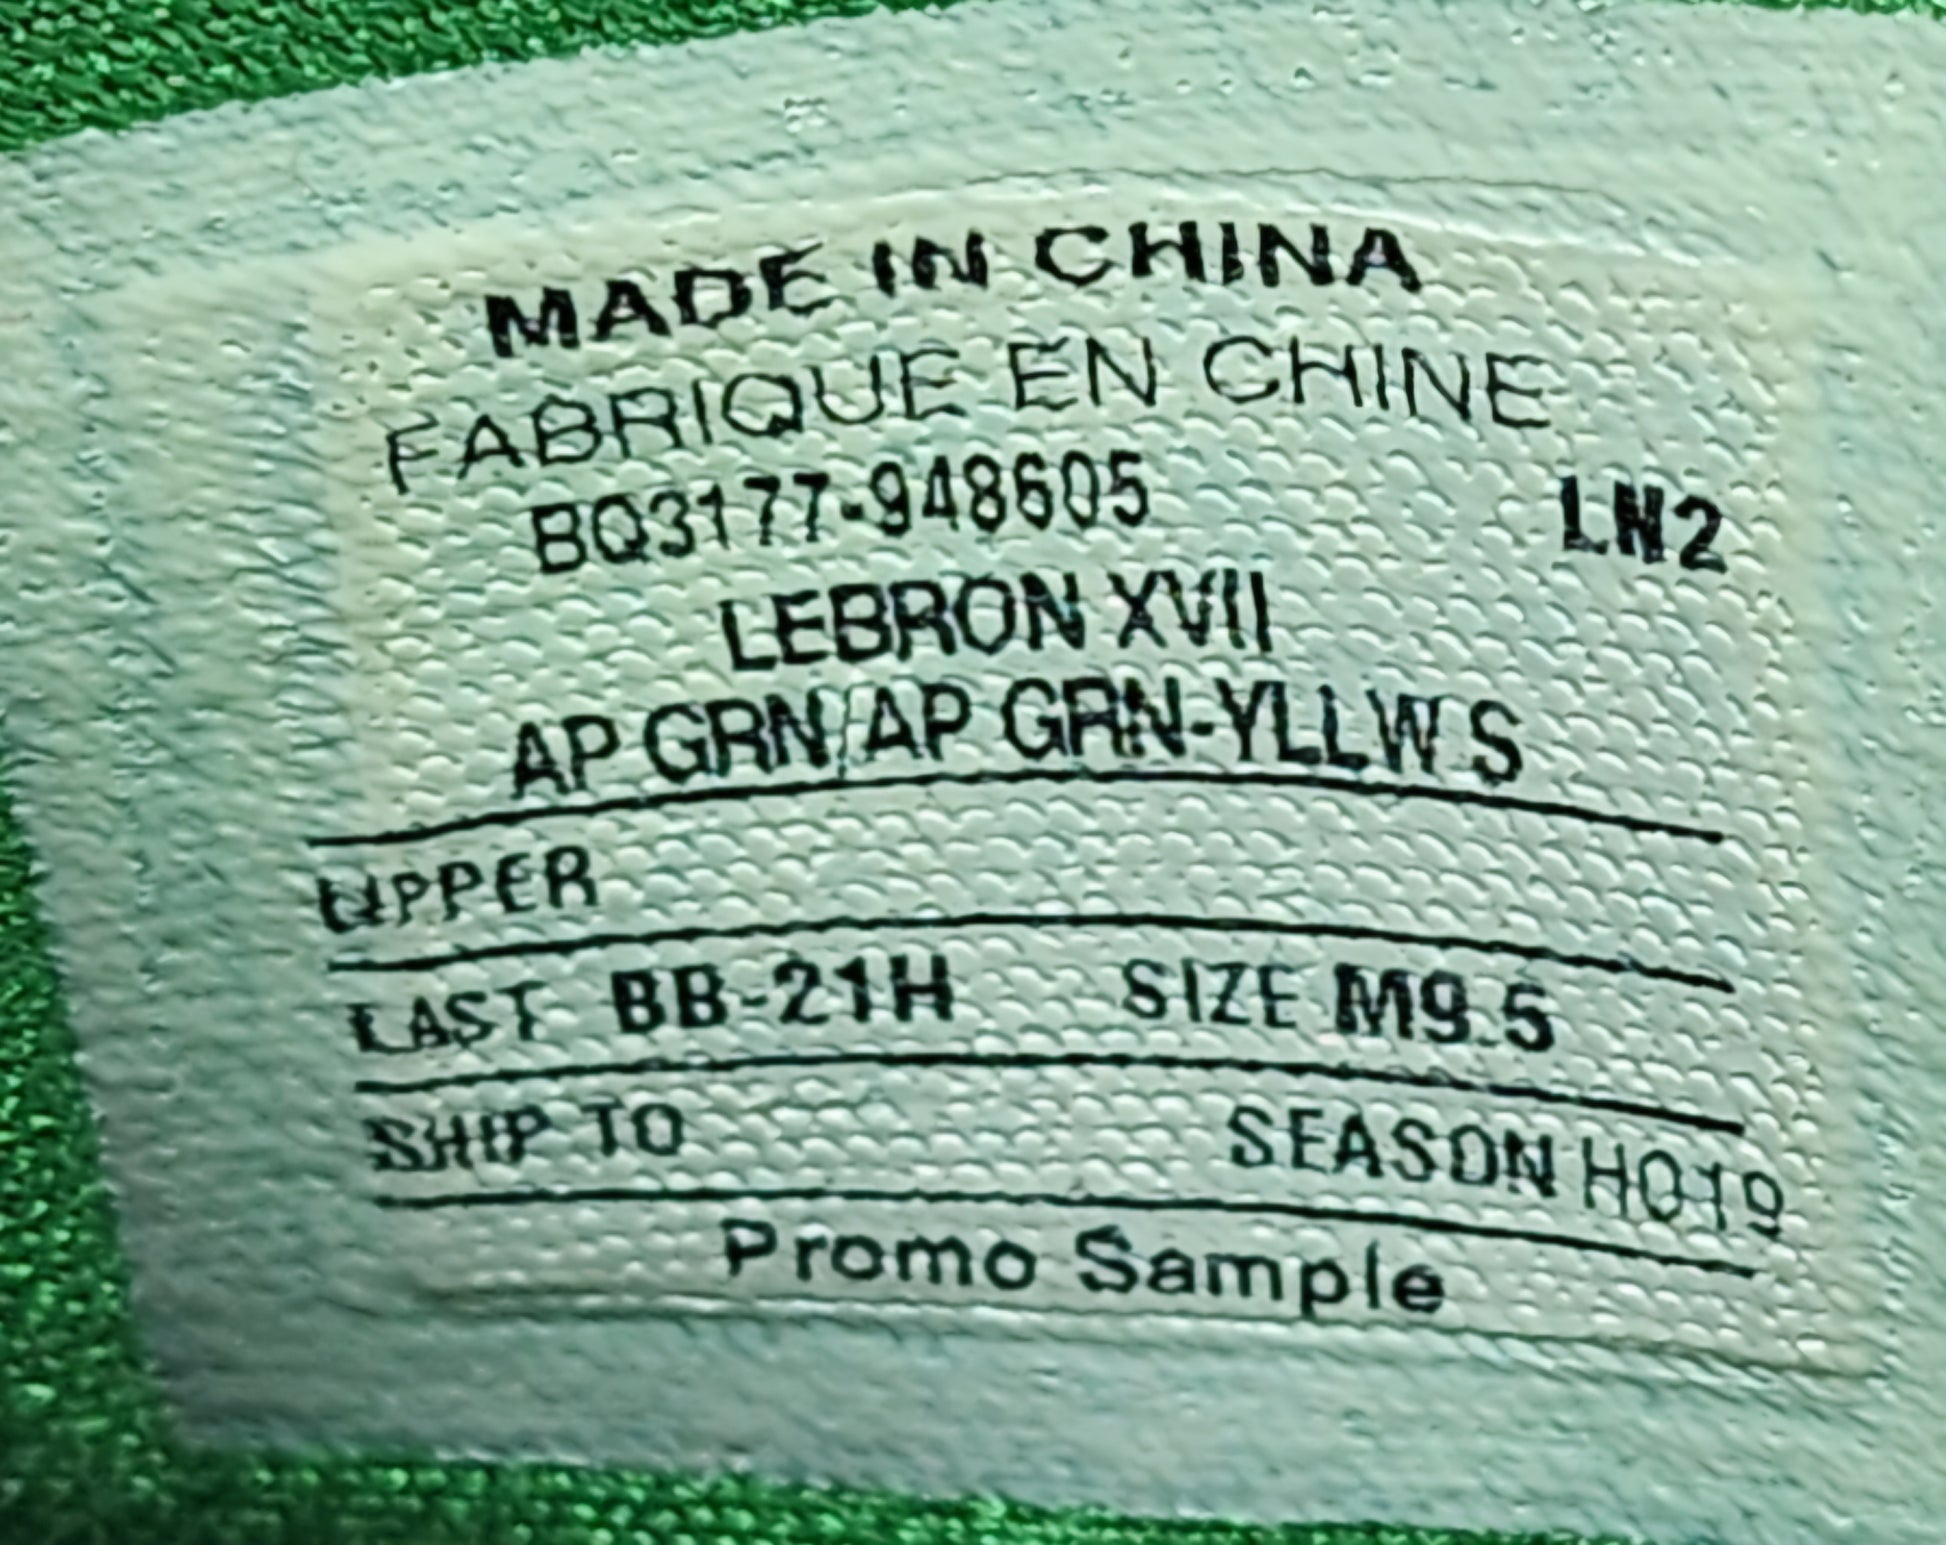 MADE IN CHINA
FABRIQUE EN CHINE
BQ3177-948605 LN2
LEBRON XVII
AP GRN/AP GRN-YLLW S
UPPER
LAST BB-21H SIZE M9.5
SHIP TO SEASON HO19
Promo Sample